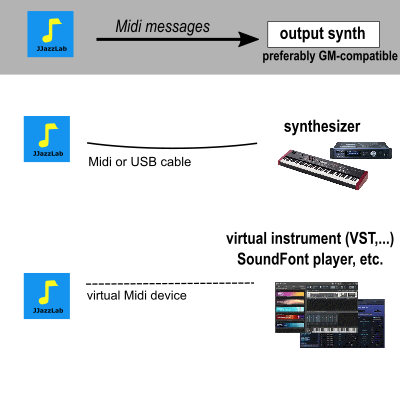 Midi messages
JJazzLab
output synth
preferably GM-compatible
JJazzLab
synthesizer
Midi or USB cable
virtual instrument (VST,...)
SoundFont player, etc.
JJazzLab
virtual Midi device